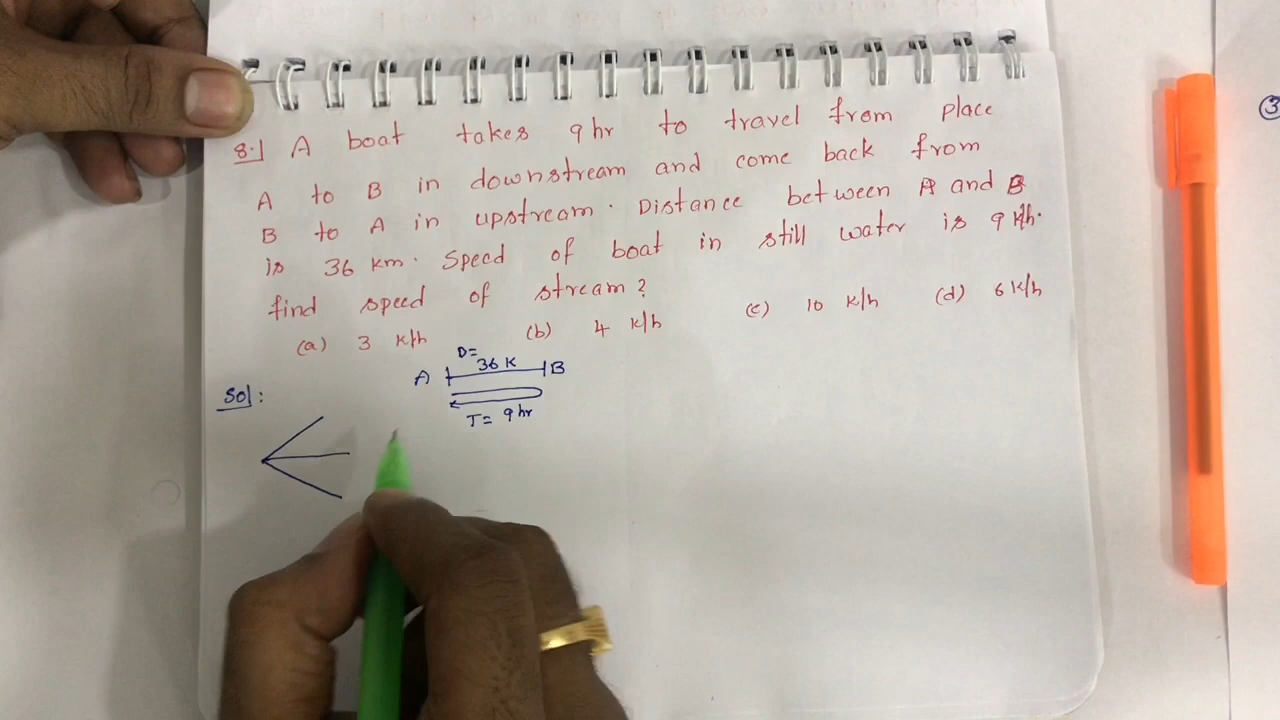 8.) A boat takes 9 hr to travel from place
A to B in downstream and come back from
B to A in upstream. Distance between A and B
is 36 km. Speed of boat in still water is 9 k/h.
find speed of stream?
(a) 3 k/h (b) 4 k/h (c) 10 k/h (d) 6 k/h
Sol:
D=
A 36 K B
T= 9 hr
3